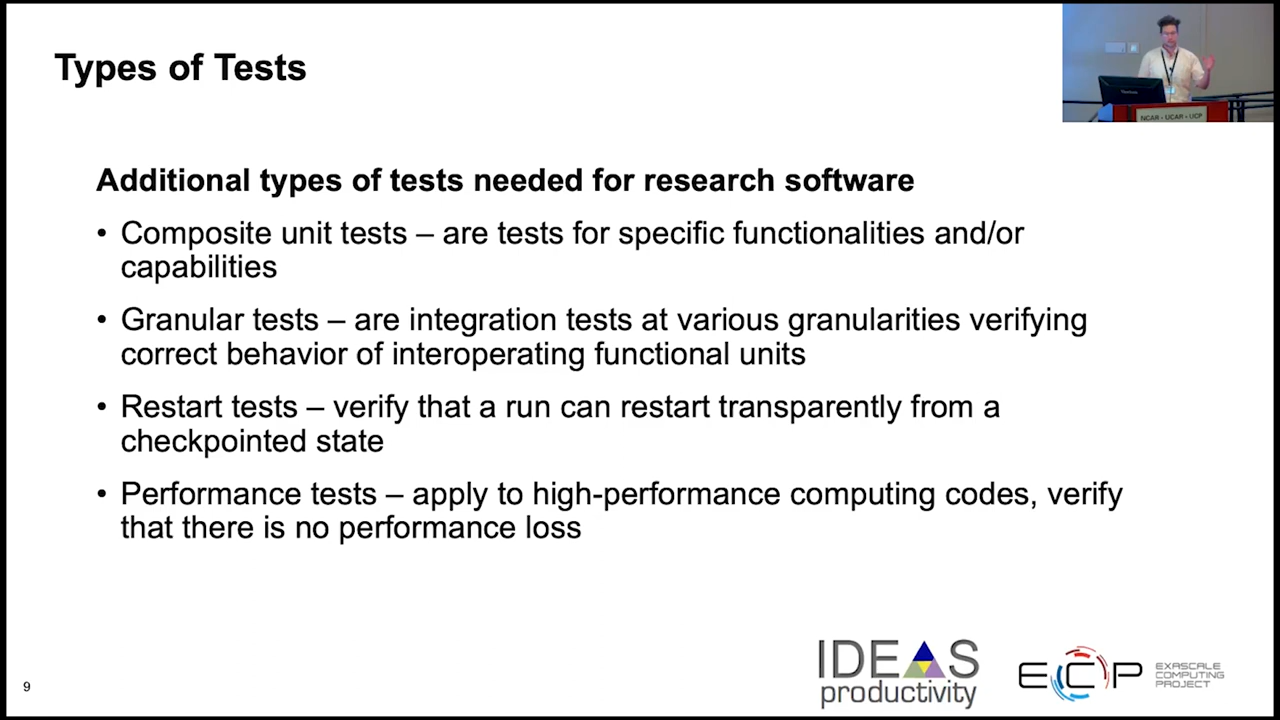 Types of Tests
NCAR • UCAR • UCP
Additional types of tests needed for research software
• Composite unit tests – are tests for specific functionalities and/or
capabilities
• Granular tests – are integration tests at various granularities verifying
correct behavior of interoperating functional units
• Restart tests – verify that a run can restart transparently from a
checkpointed state
• Performance tests – apply to high-performance computing codes, verify
that there is no performance loss
9
IDEAS
productivity
ECP
EXASCALE
COMPUTING
PROJECT